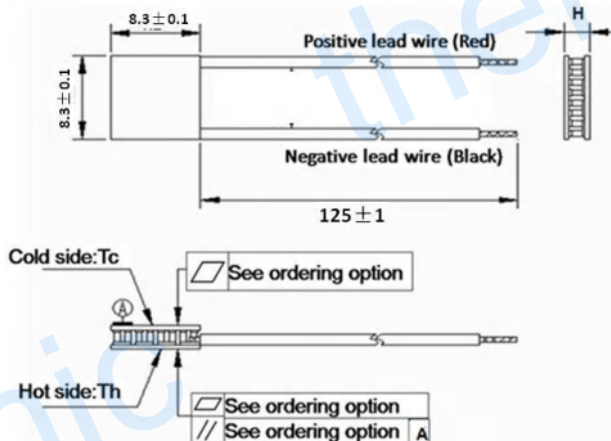 8.3±0.1
H
Positive lead wire (Red)
8.3±0.1
Negative lead wire (Black)
125±1
Cold side:Tc
See ordering option
A
Hot side:Th
See ordering option
// See ordering option A